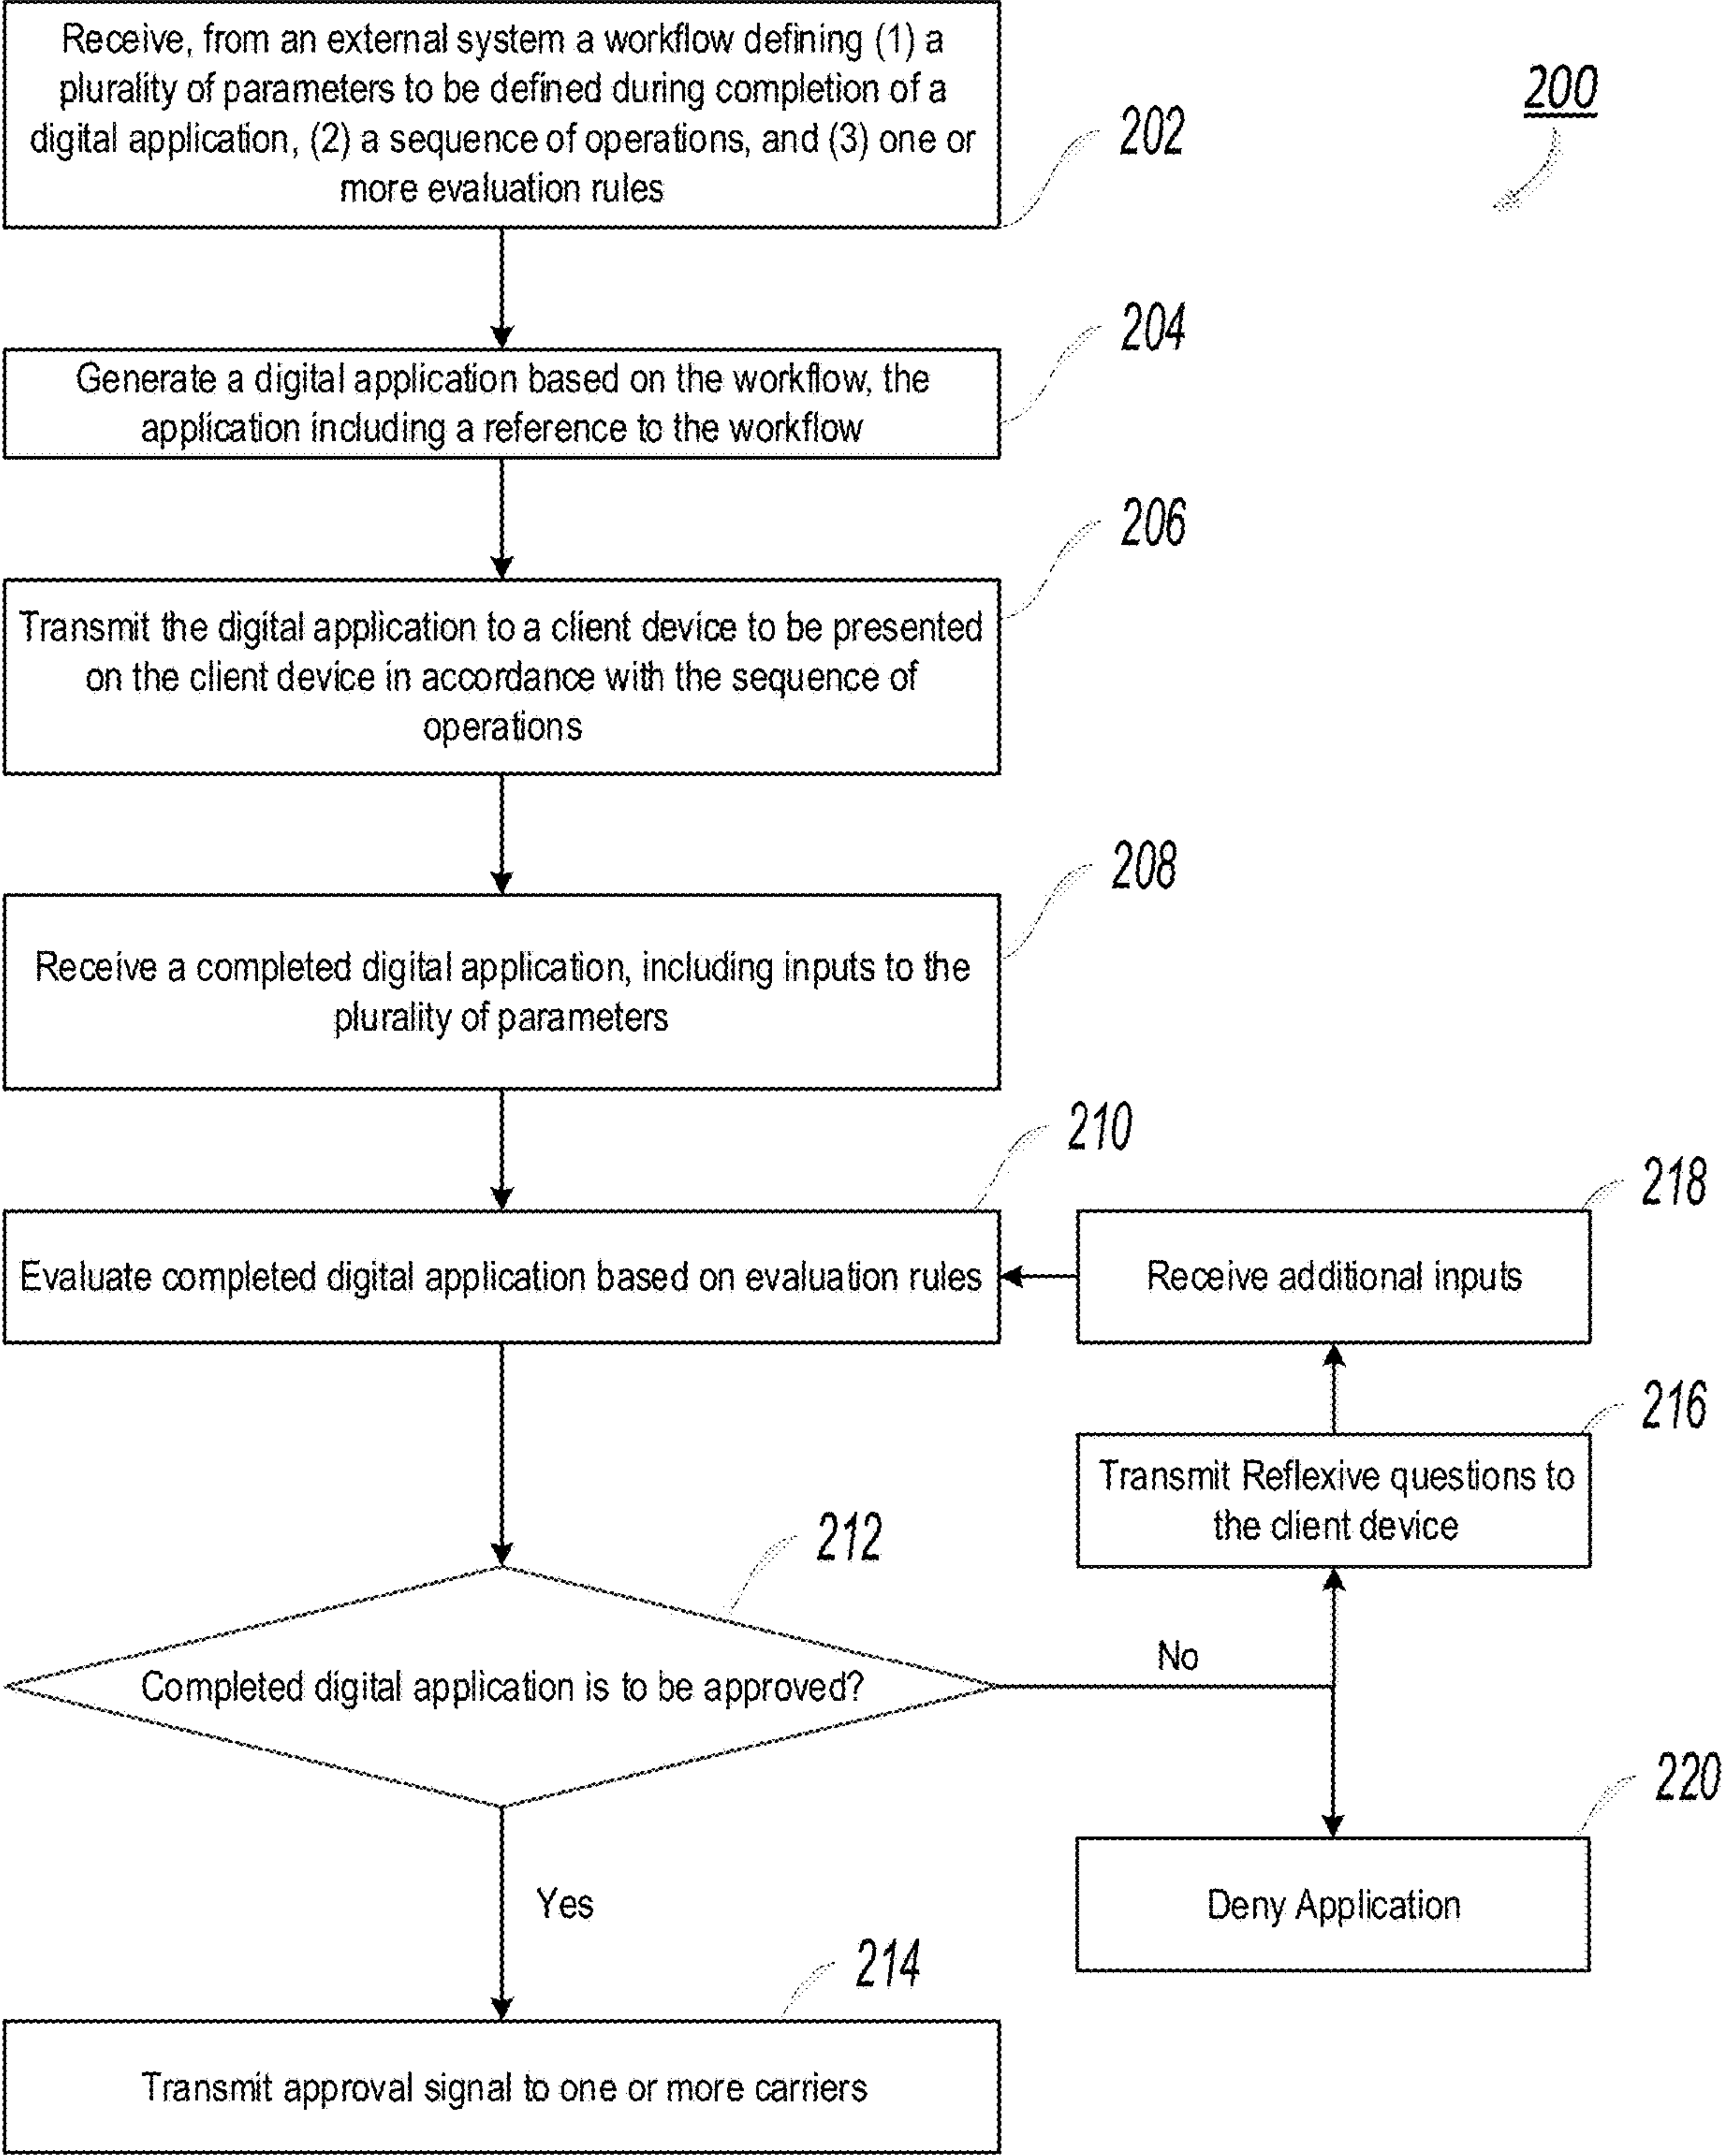 Receive, from an external system a workflow defining (1) a
plurality of parameters to be defined during completion of a
digital application, (2) a sequence of operations, and (3) one or
more evaluation rules
202
200
204
Generate a digital application based on the workflow, the
application including a reference to the workflow
206
Transmit the digital application to a client device to be presented
on the client device in accordance with the sequence of
operations
208
Receive a completed digital application, including inputs to the
plurality of parameters
210
Evaluate completed digital application based on evaluation rules
218
Receive additional inputs
216
Transmit Reflexive questions to
the client device
212
Completed digital application is to be approved?
No
Yes
220
Deny Application
214
Transmit approval signal to one or more carriers